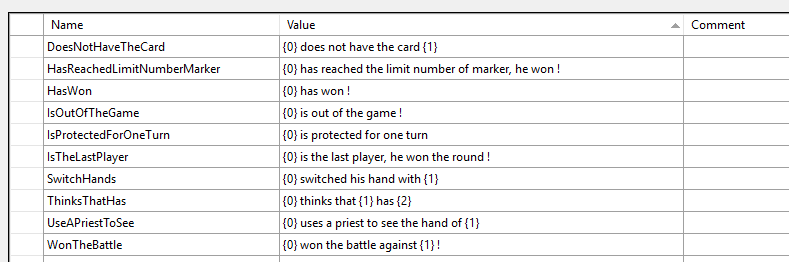 Name Value Comment
DoesNotHaveTheCard {0} does not have the card {1}
HasReachedLimitNumberMarker {0} has reached the limit number of marker, he won !
HasWon {0} has won !
IsOutOfTheGame {0} is out of the game !
IsProtectedForOneTurn {0} is protected for one turn
IsTheLastPlayer {0} is the last player, he won the round !
SwitchHands {0} switched his hand with {1}
ThinksThatHas {0} thinks that {1} has {2}
UseAPriestToSee {0} uses a priest to see the hand of {1}
WonTheBattle {0} won the battle against {1} !